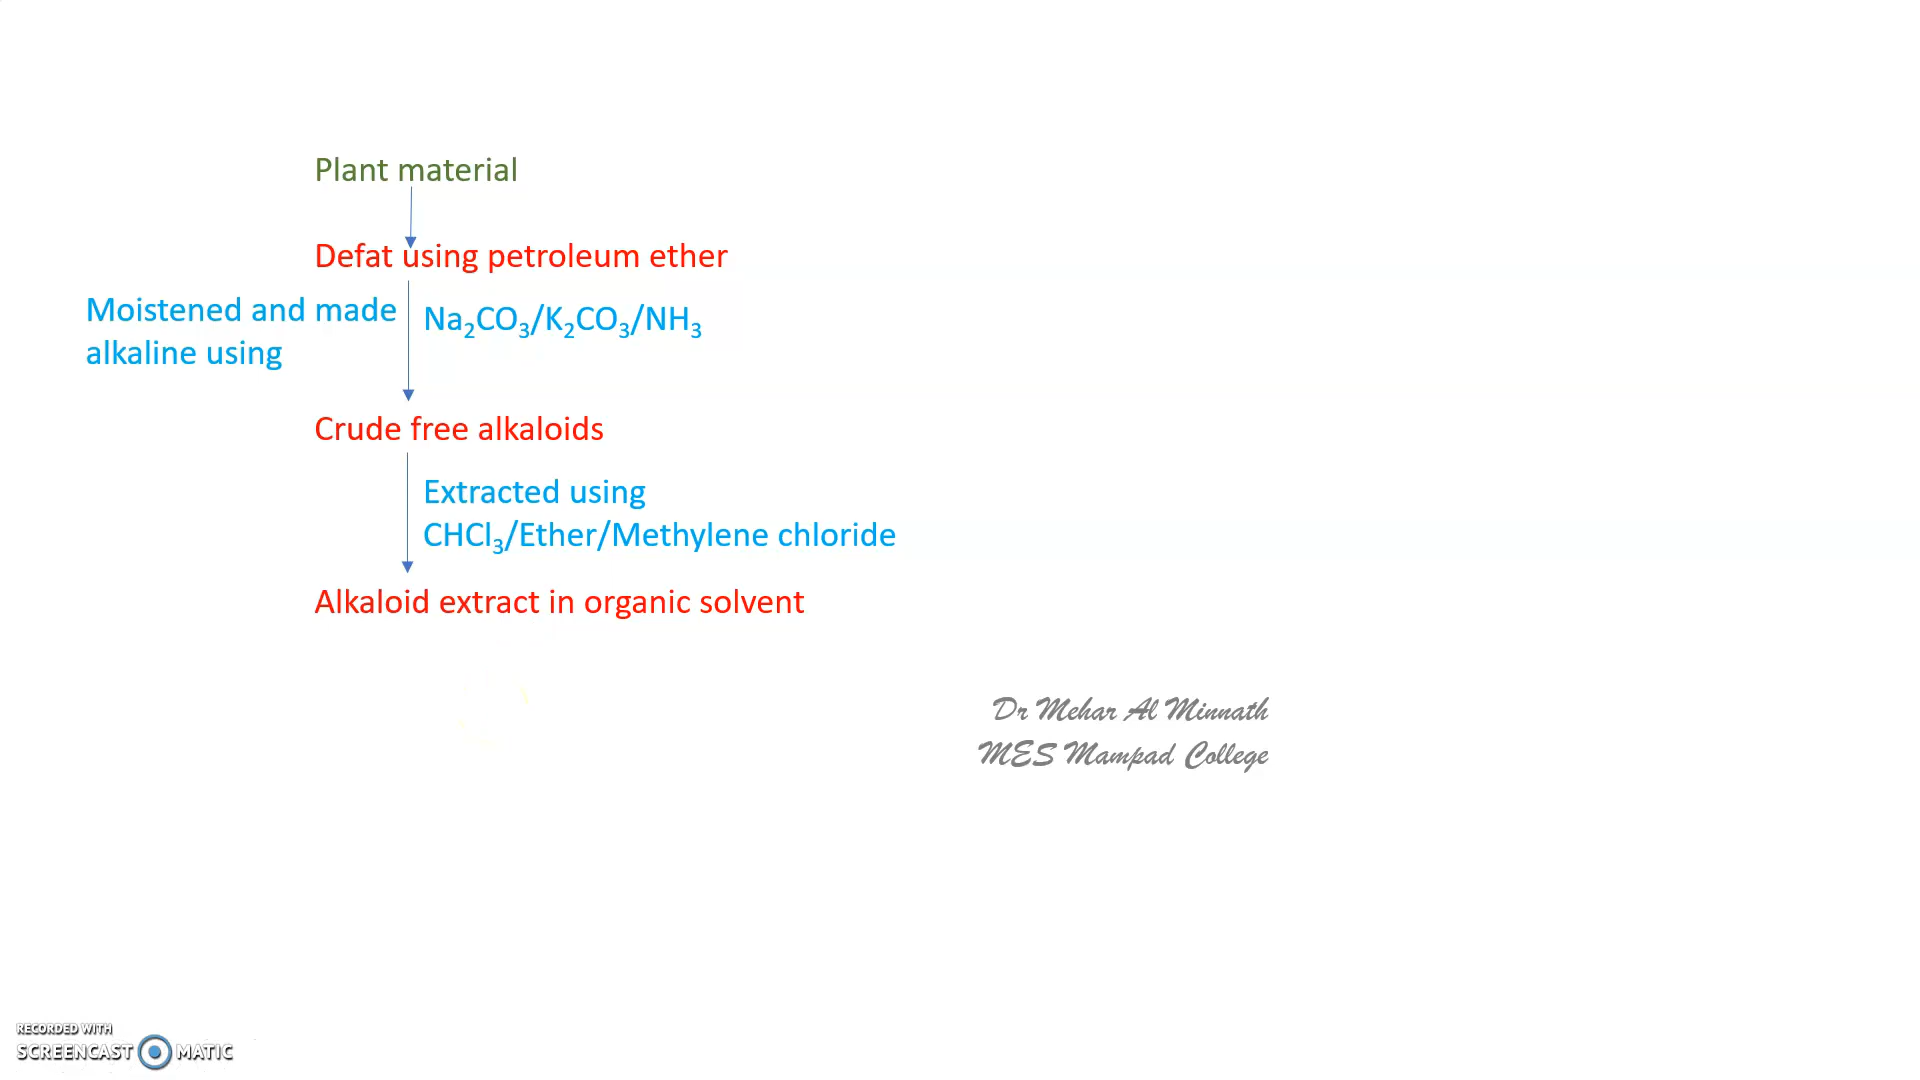 Plant material
Defat using petroleum ether
Moistened and made
alkaline using
Na₂CO₃/K₂CO₃/NH₃
Crude free alkaloids
Extracted using
CHCl₃/Ether/Methylene chloride
Alkaloid extract in organic solvent
Dr Mehar Al Minnath
MES Mampad College
RECORDED WITH
SCREENCAST MATIC